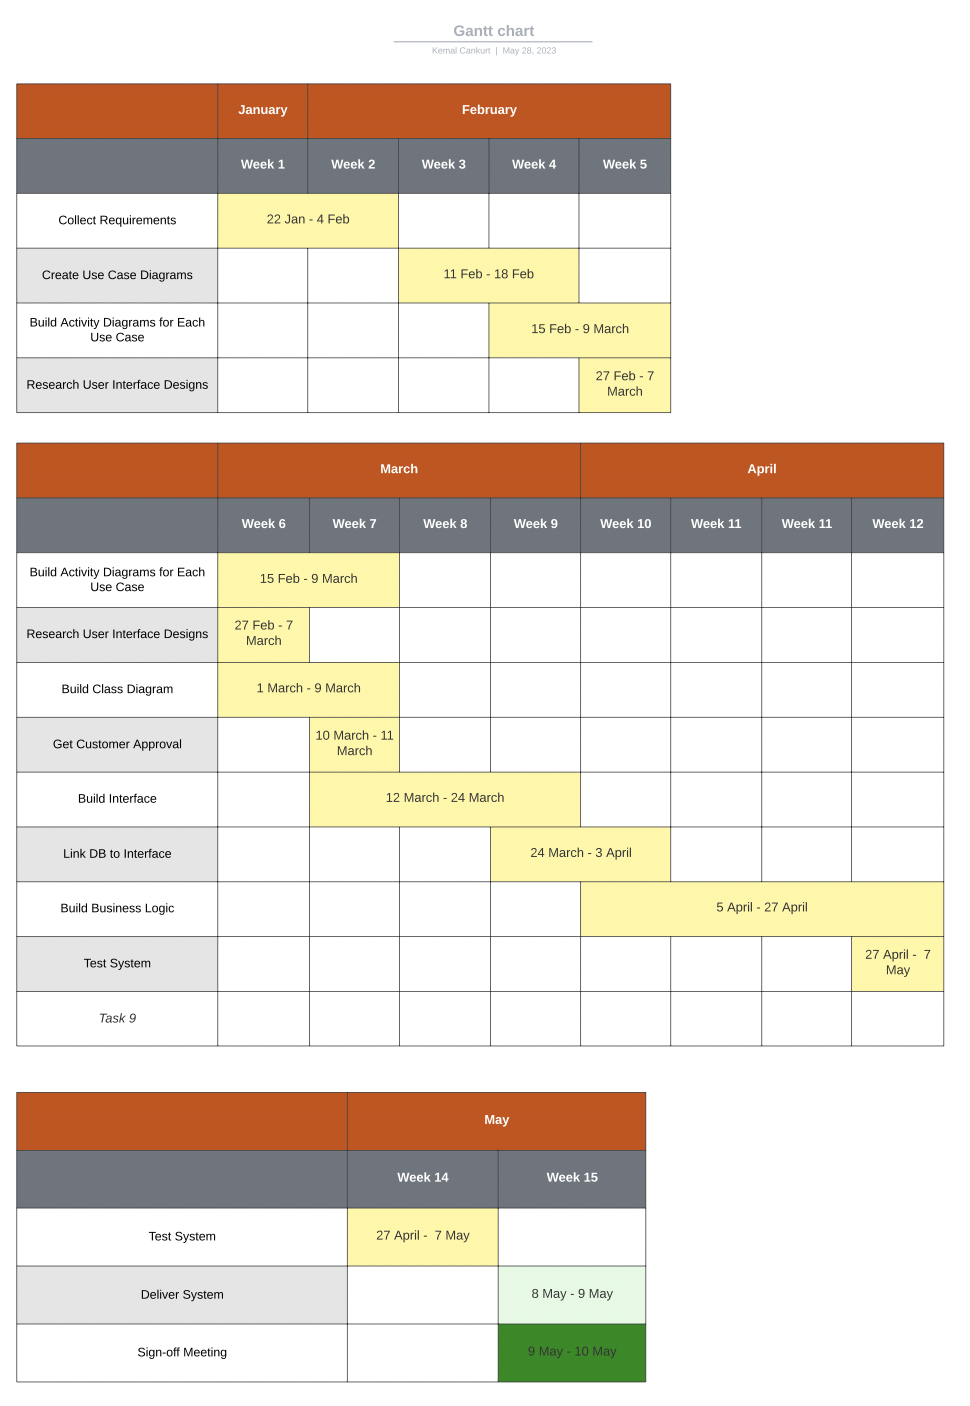 Gantt chart
Kemal Cankurt | May 28, 2023
January February
Week 1 Week 2 Week 3 Week 4 Week 5
Collect Requirements 22 Jan - 4 Feb
Create Use Case Diagrams 11 Feb - 18 Feb
Build Activity Diagrams for Each
Use Case
15 Feb - 9 March
Research User Interface Designs
27 Feb - 7
March
March April
Week 6 Week 7 Week 8 Week 9 Week 10 Week 11 Week 11 Week 12
Build Activity Diagrams for Each
Use Case
15 Feb - 9 March
Research User Interface Designs
27 Feb - 7
March
Build Class Diagram 1 March - 9 March
Get Customer Approval
10 March - 11
March
Build Interface 12 March - 24 March
Link DB to Interface 24 March - 3 April
Build Business Logic 5 April - 27 April
Test System
27 April - 7
May
Task 9
May
Week 14 Week 15
Test System 27 April - 7 May
Deliver System 8 May - 9 May
Sign-off Meeting 9 May - 10 May